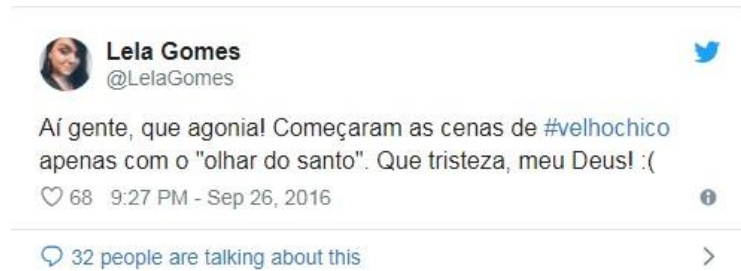 Lela Gomes
@LelaGomes
Aí gente, que agonia! Começaram as cenas de #velhochico
apenas com o "olhar do santo". Que tristeza, meu Deus! :(
68 9:27 PM - Sep 26, 2016
32 people are talking about this